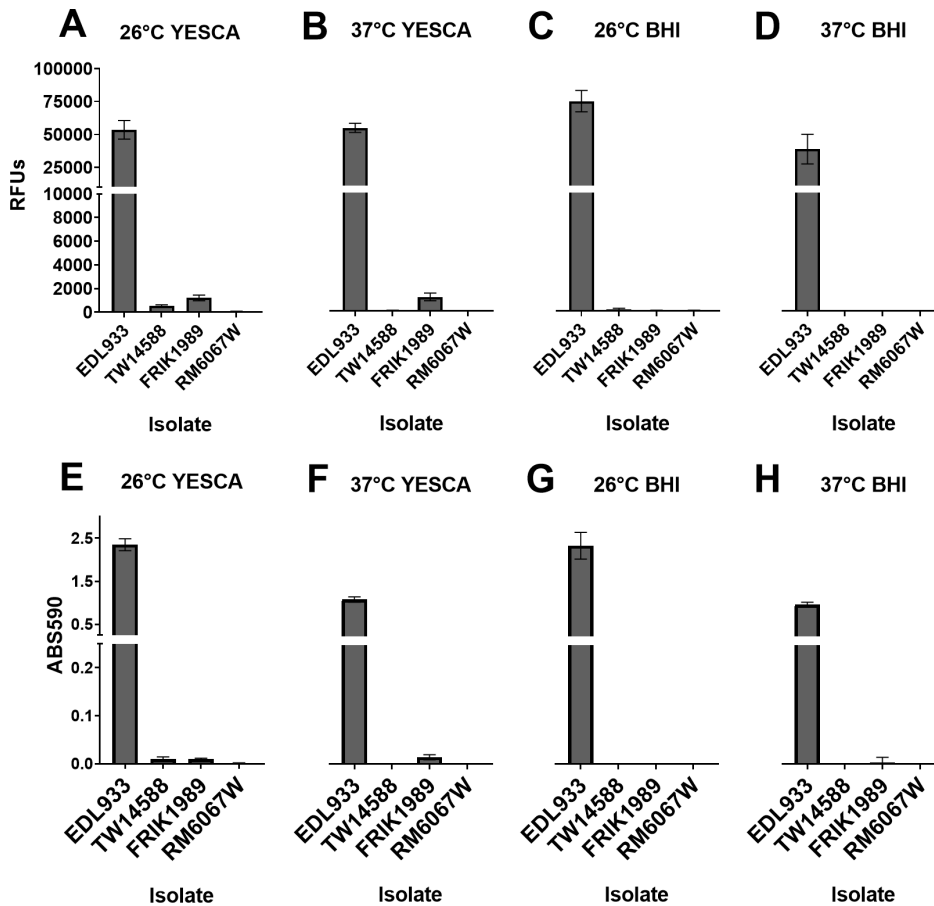 A 26°C YESCA
B 37°C YESCA
C 26°C BHI
D 37°C BHI
RFUs
100000
75000
50000
25000
10000
8000
6000
4000
2000
0
EDL933
TW14588
FRIK1989
RM6067W
Isolate
EDL933
TW14588
FRIK1989
RM6067W
Isolate
EDL933
TW14588
FRIK1989
RM6067W
Isolate
EDL933
TW14588
FRIK1989
RM6067W
Isolate
E 26°C YESCA
F 37°C YESCA
G 26°C BHI
H 37°C BHI
ABS590
2.5
1.5
0.5
0.2
0.1
0.0
EDL933
TW14588
FRIK1989
RM6067W
Isolate
EDL933
TW14588
FRIK1989
RM6067W
Isolate
EDL933
TW14588
FRIK1989
RM6067W
Isolate
EDL933
TW14588
FRIK1989
RM6067W
Isolate